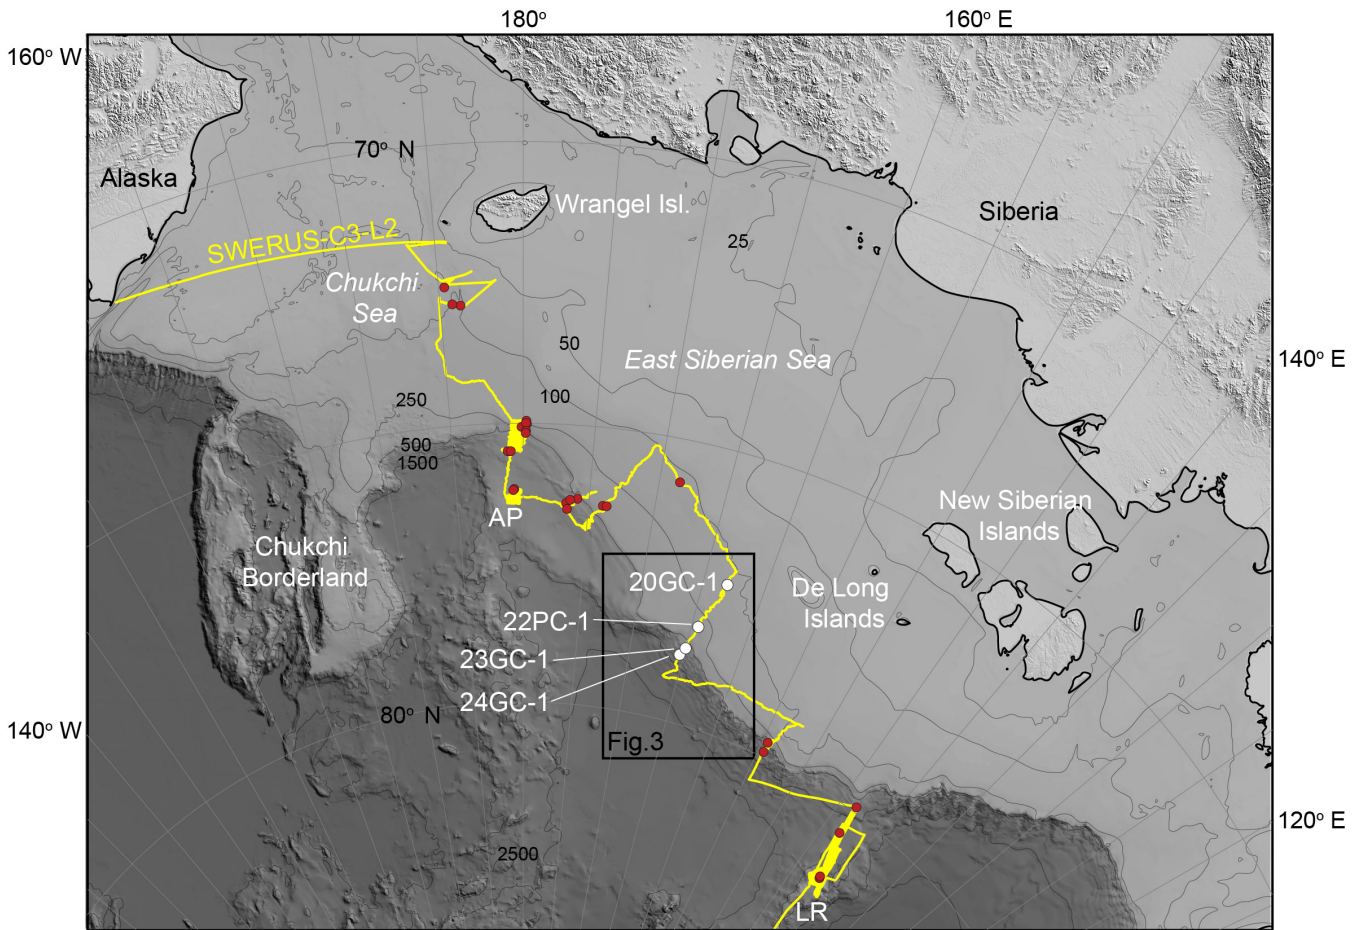 180°
160° E
160° W
70° N
Alaska
Wrangel Isl.
Siberia
SWERUS-C3-L2
25
Chukchi
Sea
50
East Siberian Sea
140° E
100
250
500
1500
New Siberian
Islands
AP
Chukchi
Borderland
20GC-1
De Long
Islands
22PC-1
23GC-1
24GC-1
80° N
140° W
Fig.3
120° E
2500
LR